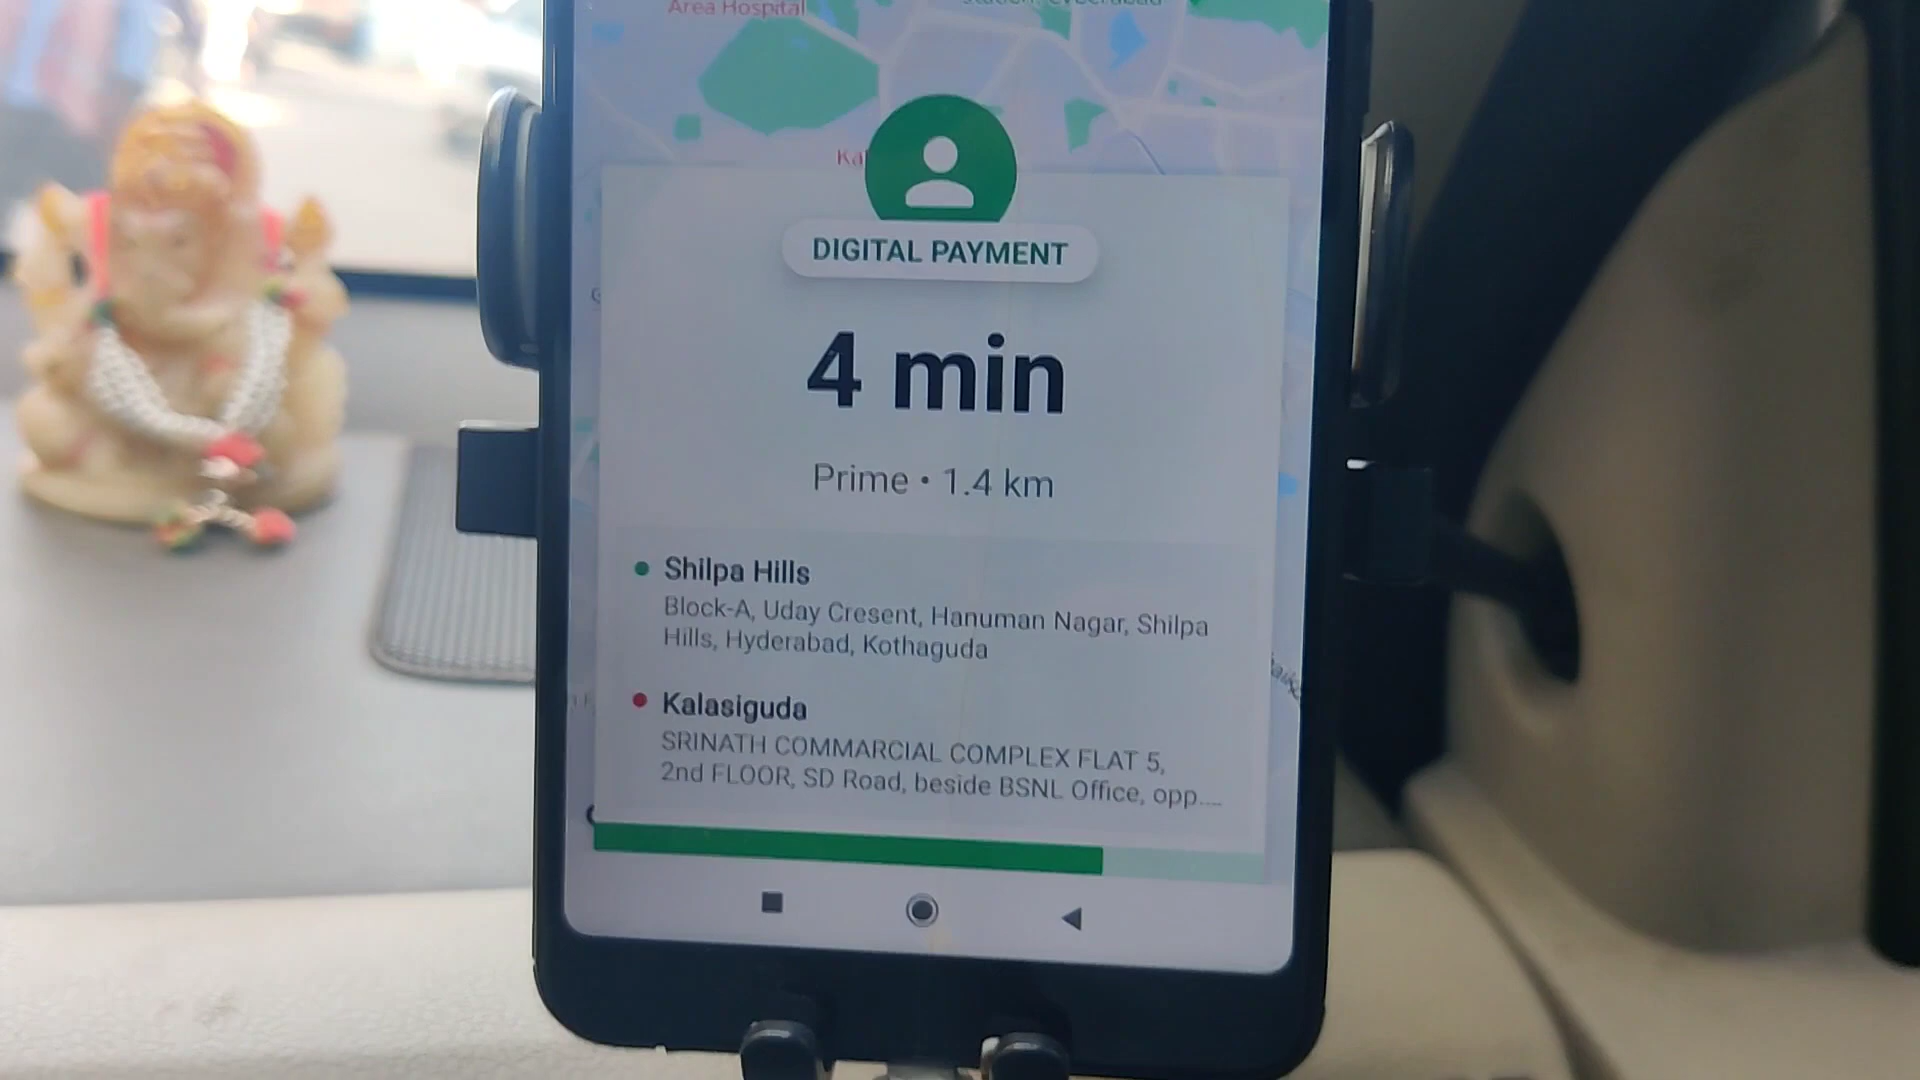 Area Hospital
DIGITAL PAYMENT
4 min
Prime • 1.4 km
Shilpa Hills
Block-A, Uday Cresent, Hanuman Nagar, Shilpa
Hills, Hyderabad, Kothaguda
Kalasiguda
SRINATH COMMARCIAL COMPLEX FLAT 5,
2nd FLOOR, SD Road, beside BSNL Office, opp....